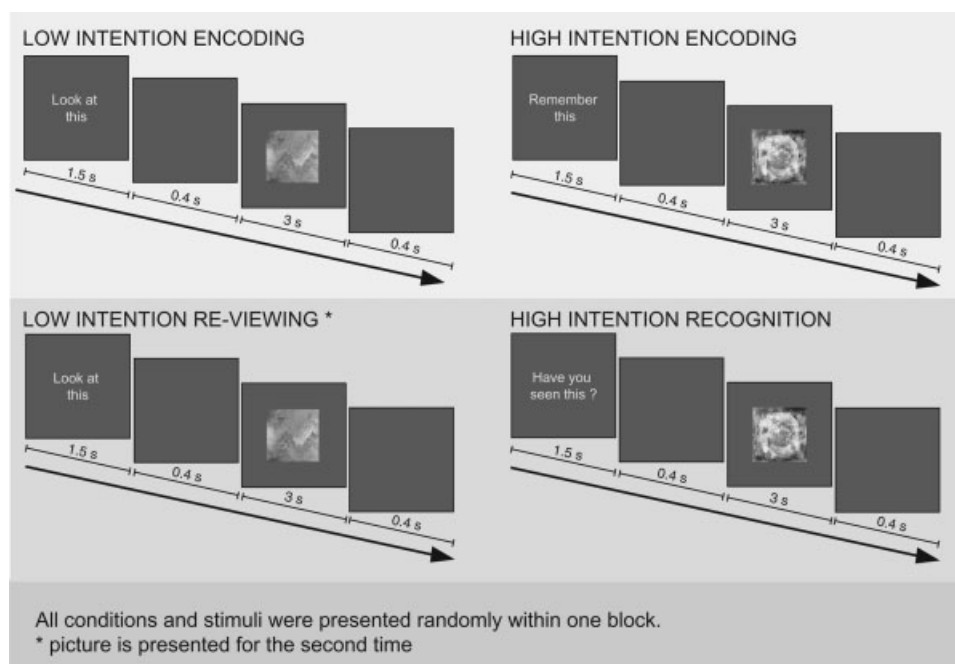 LOW INTENTION ENCODING
Look at
this
1.5 s
0.4 s
3 s
0.4 s
HIGH INTENTION ENCODING
Remember
this
1.5 s
0.4 s
3 s
0.4 s
LOW INTENTION RE-VIEWING *
Look at
this
1.5 s
0.4 s
3 s
0.4 s
HIGH INTENTION RECOGNITION
Have you
seen this ?
1.5 s
0.4 s
3 s
0.4 s
All conditions and stimuli were presented randomly within one block.
* picture is presented for the second time